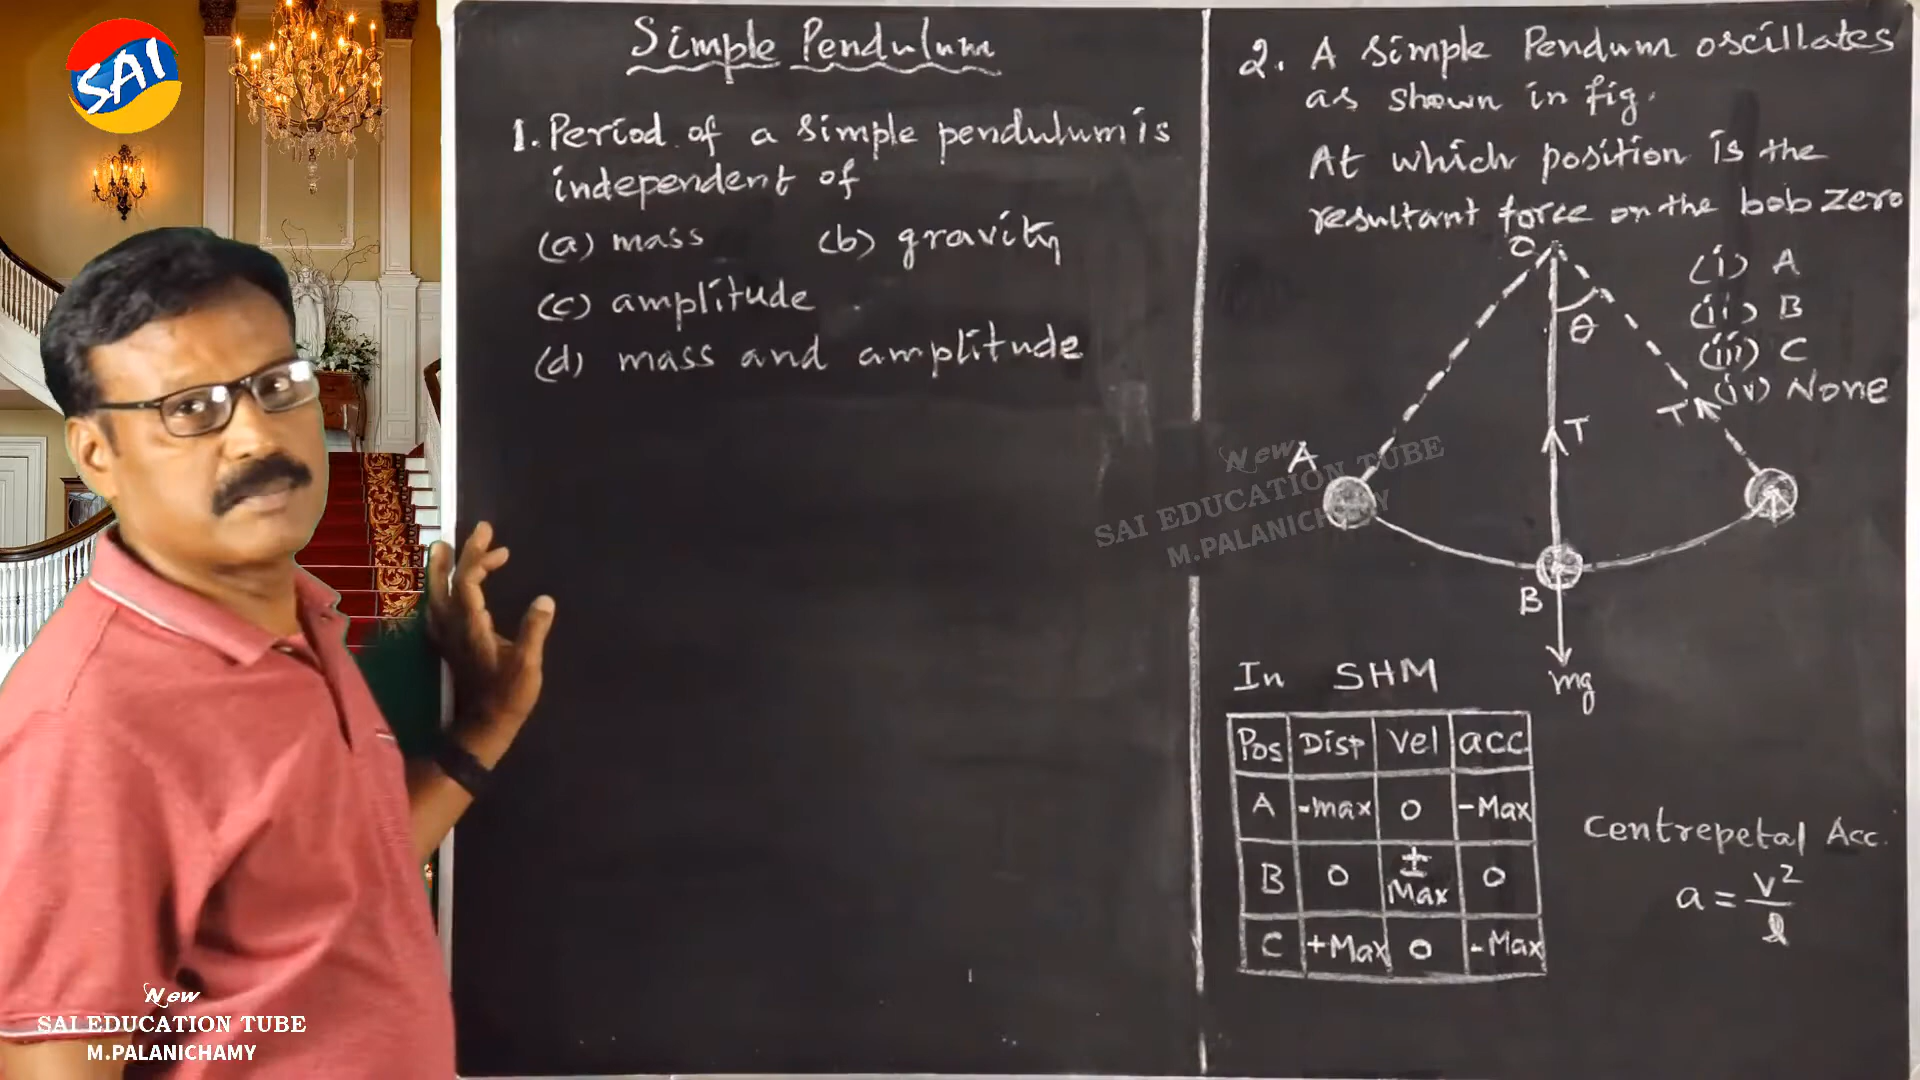 SAI
Simple Pendulum
1. Period of a simple pendulum is
independent of
(a) mass (b) gravity
(c) amplitude
(d) mass and amplitude
2. A simple Pendum oscillates
as shown in fig.
At which position is the
resultant force on the bob zero
O
(i) A
(ii) B
(iii) C
(iv) None
θ
T
T
A
B
mg
In SHM
Pos Disp Vel acc
A -max 0 -Max
B 0 ± Max 0
C +Max 0 -Max
Centrepetal Acc.
a = v²/l
New
SAI EDUCATION TUBE
M.PALANICHAMY
New
SAI EDUCATION TUBE
M.PALANICHAMY